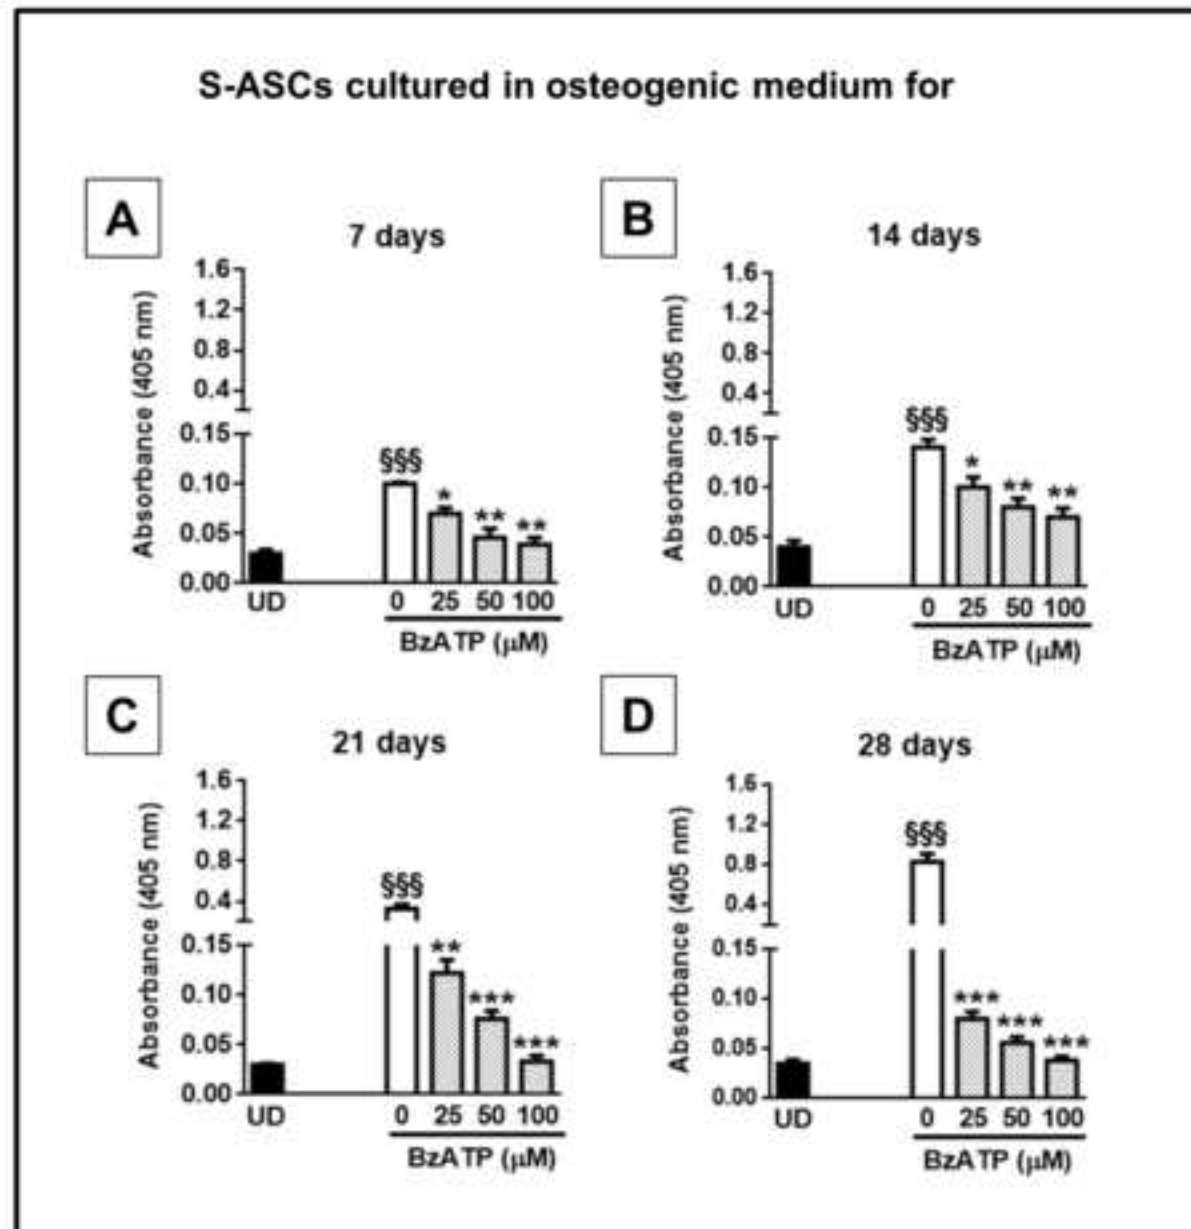 S-ASCs cultured in osteogenic medium for
A
7 days
Absorbance (405 nm)
1.6
1.2
0.8
0.4
0.15
0.10
0.05
0.00
§§§
*
**
**
UD
0 25 50 100
BzATP (μM)
B
14 days
Absorbance (405 nm)
1.6
1.2
0.8
0.4
0.15
0.10
0.05
0.00
§§§
*
**
**
UD
0 25 50 100
BzATP (μM)
C
21 days
Absorbance (405 nm)
1.6
1.2
0.8
0.4
0.15
0.10
0.05
0.00
§§§
**
***
***
UD
0 25 50 100
BzATP (μM)
D
28 days
Absorbance (405 nm)
1.6
1.2
0.8
0.4
0.15
0.10
0.05
0.00
§§§
***
***
***
UD
0 25 50 100
BzATP (μM)